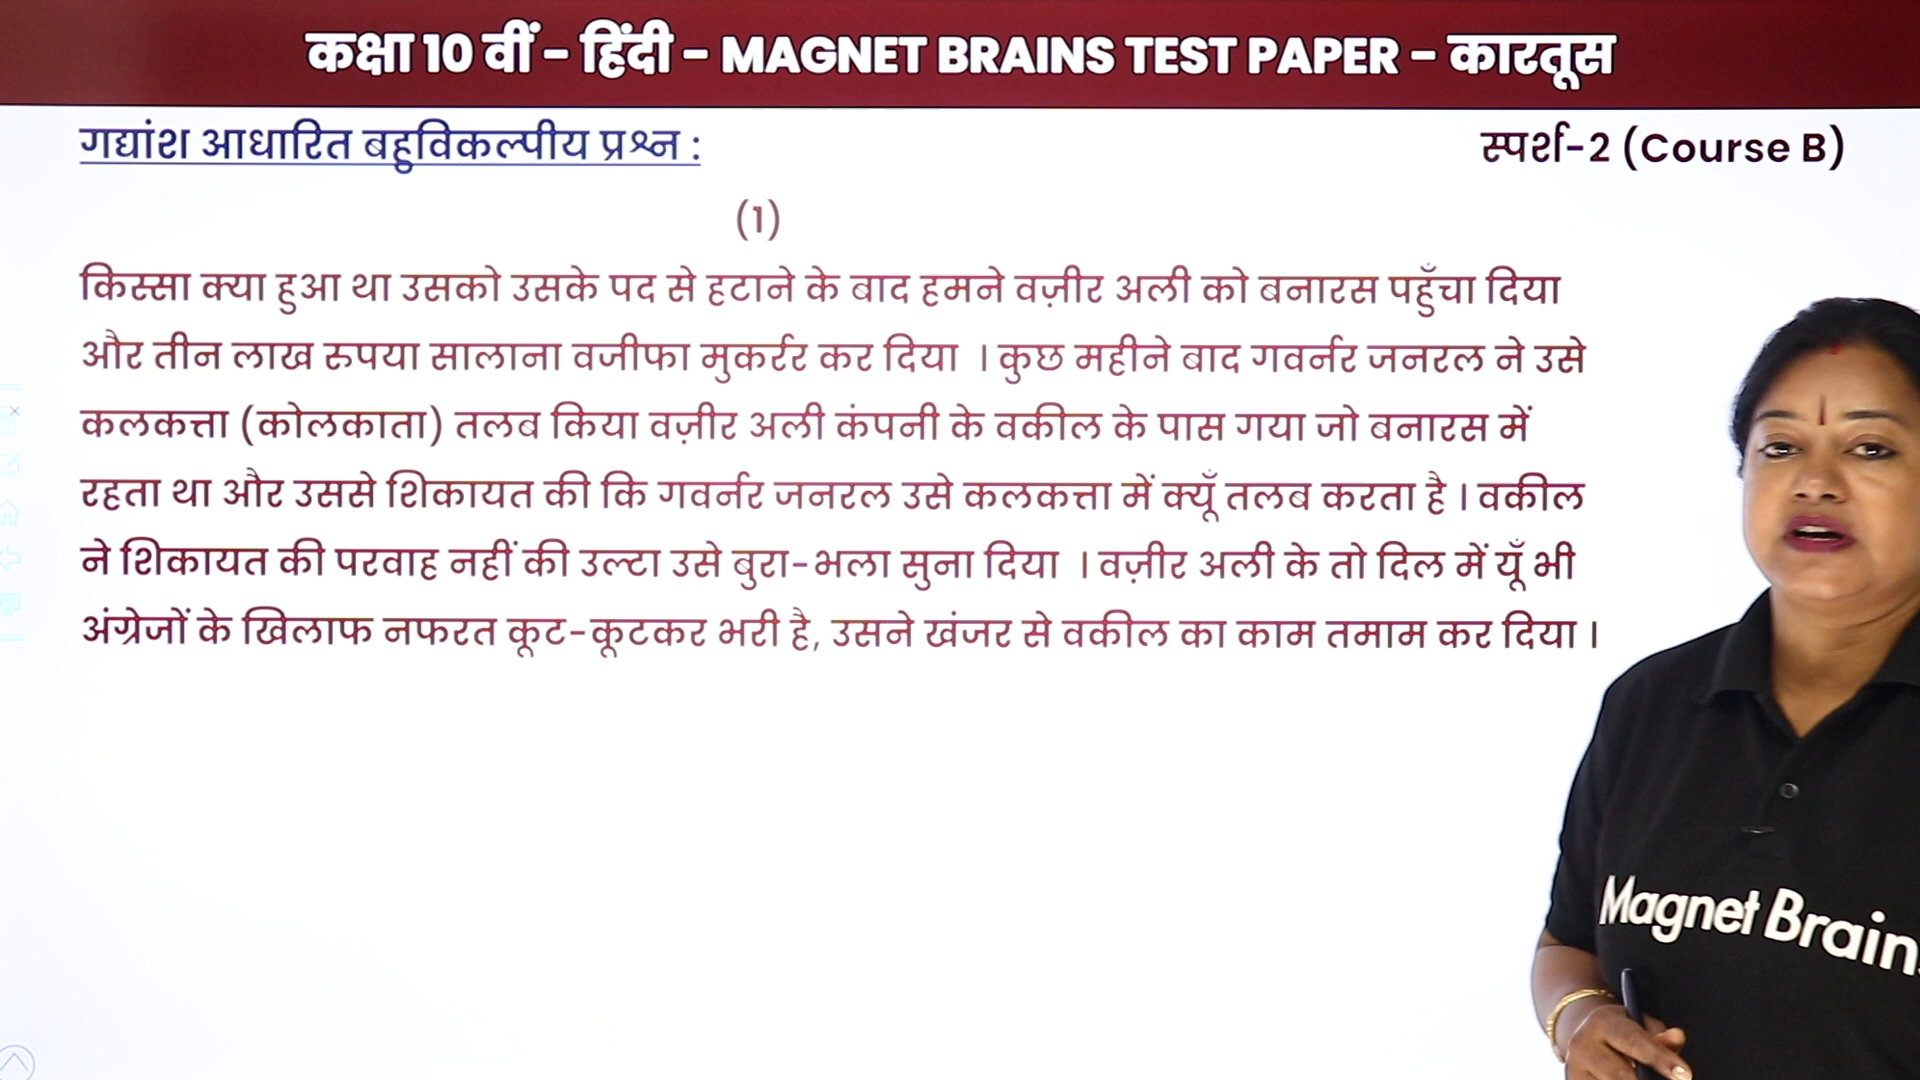 कक्षा 10 वीं - हिंदी - MAGNET BRAINS TEST PAPER - कारतूस
गद्यांश आधारित बहुविकल्पीय प्रश्न :
स्पर्श-2 (Course B)
(1)
किस्सा क्या हुआ था उसको उसके पद से हटाने के बाद हमने वज़ीर अली को बनारस पहुँचा दिया
और तीन लाख रुपया सालाना वजीफा मुकर्रर कर दिया । कुछ महीने बाद गवर्नर जनरल ने उसे
कलकत्ता (कोलकाता) तलब किया वज़ीर अली कंपनी के वकील के पास गया जो बनारस में
रहता था और उससे शिकायत की कि गवर्नर जनरल उसे कलकत्ता में क्यूँ तलब करता है । वकील
ने शिकायत की परवाह नहीं की उल्टा उसे बुरा-भला सुना दिया । वज़ीर अली के तो दिल में यूँ भी
अंग्रेजों के खिलाफ नफरत कूट-कूटकर भरी है, उसने खंजर से वकील का काम तमाम कर दिया ।
Magnet Brains